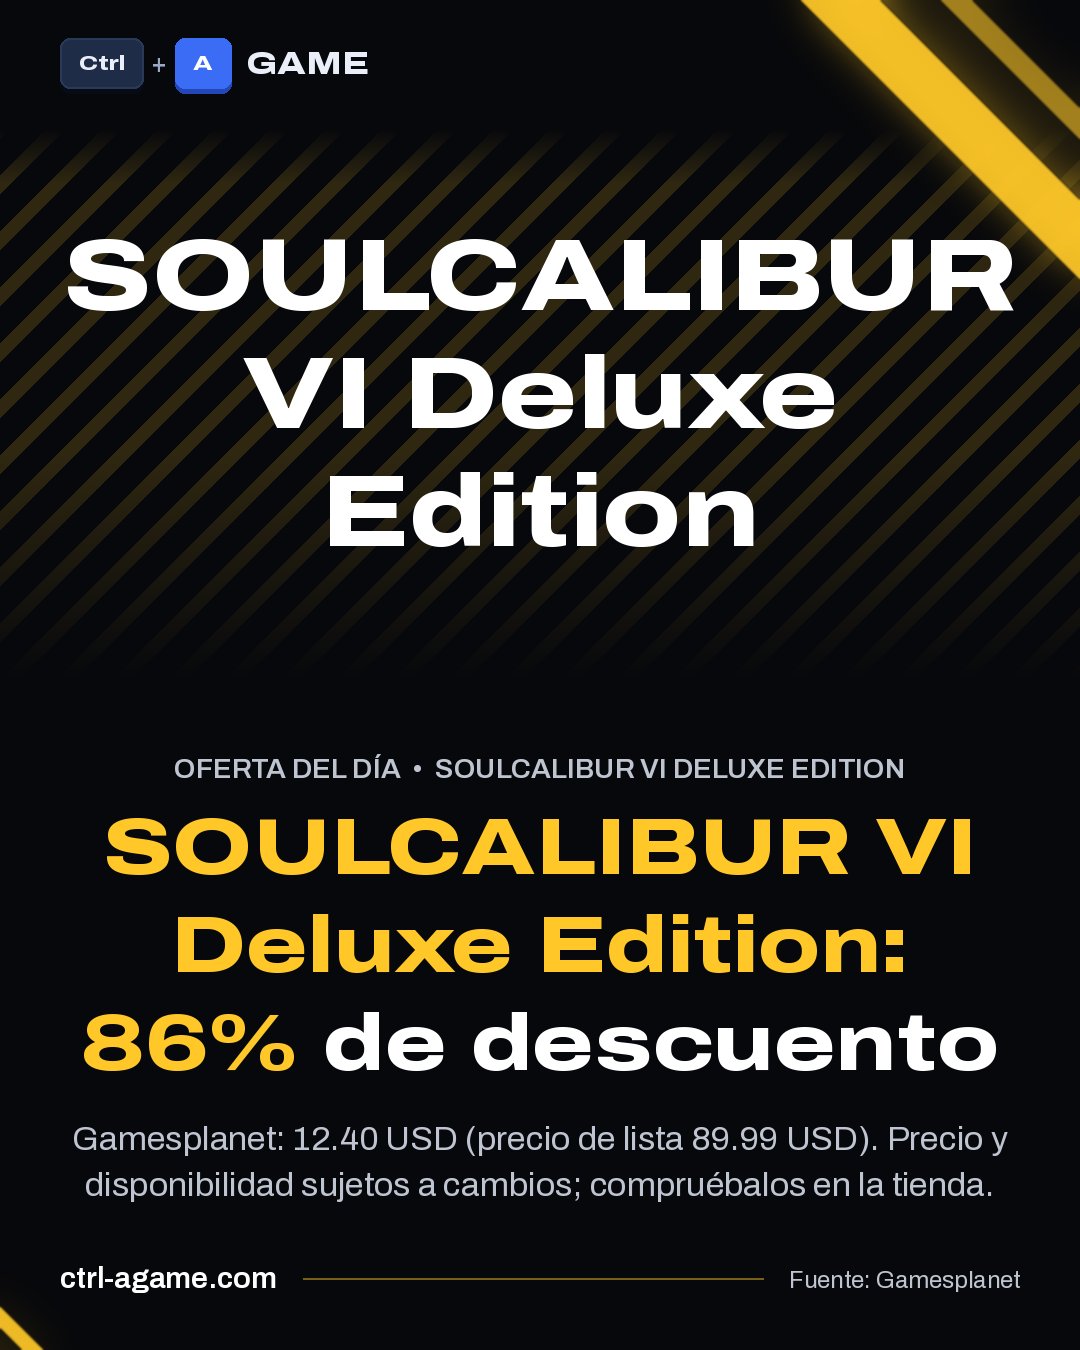 Ctrl + A GAME
SOULCALIBUR
VI Deluxe
Edition
OFERTA DEL DÍA • SOULCALIBUR VI DELUXE EDITION
SOULCALIBUR VI
Deluxe Edition:
86% de descuento
Gamesplanet: 12.40 USD (precio de lista 89.99 USD). Precio y
disponibilidad sujetos a cambios; compruébalos en la tienda.
ctrl-agame.com
Fuente: Gamesplanet